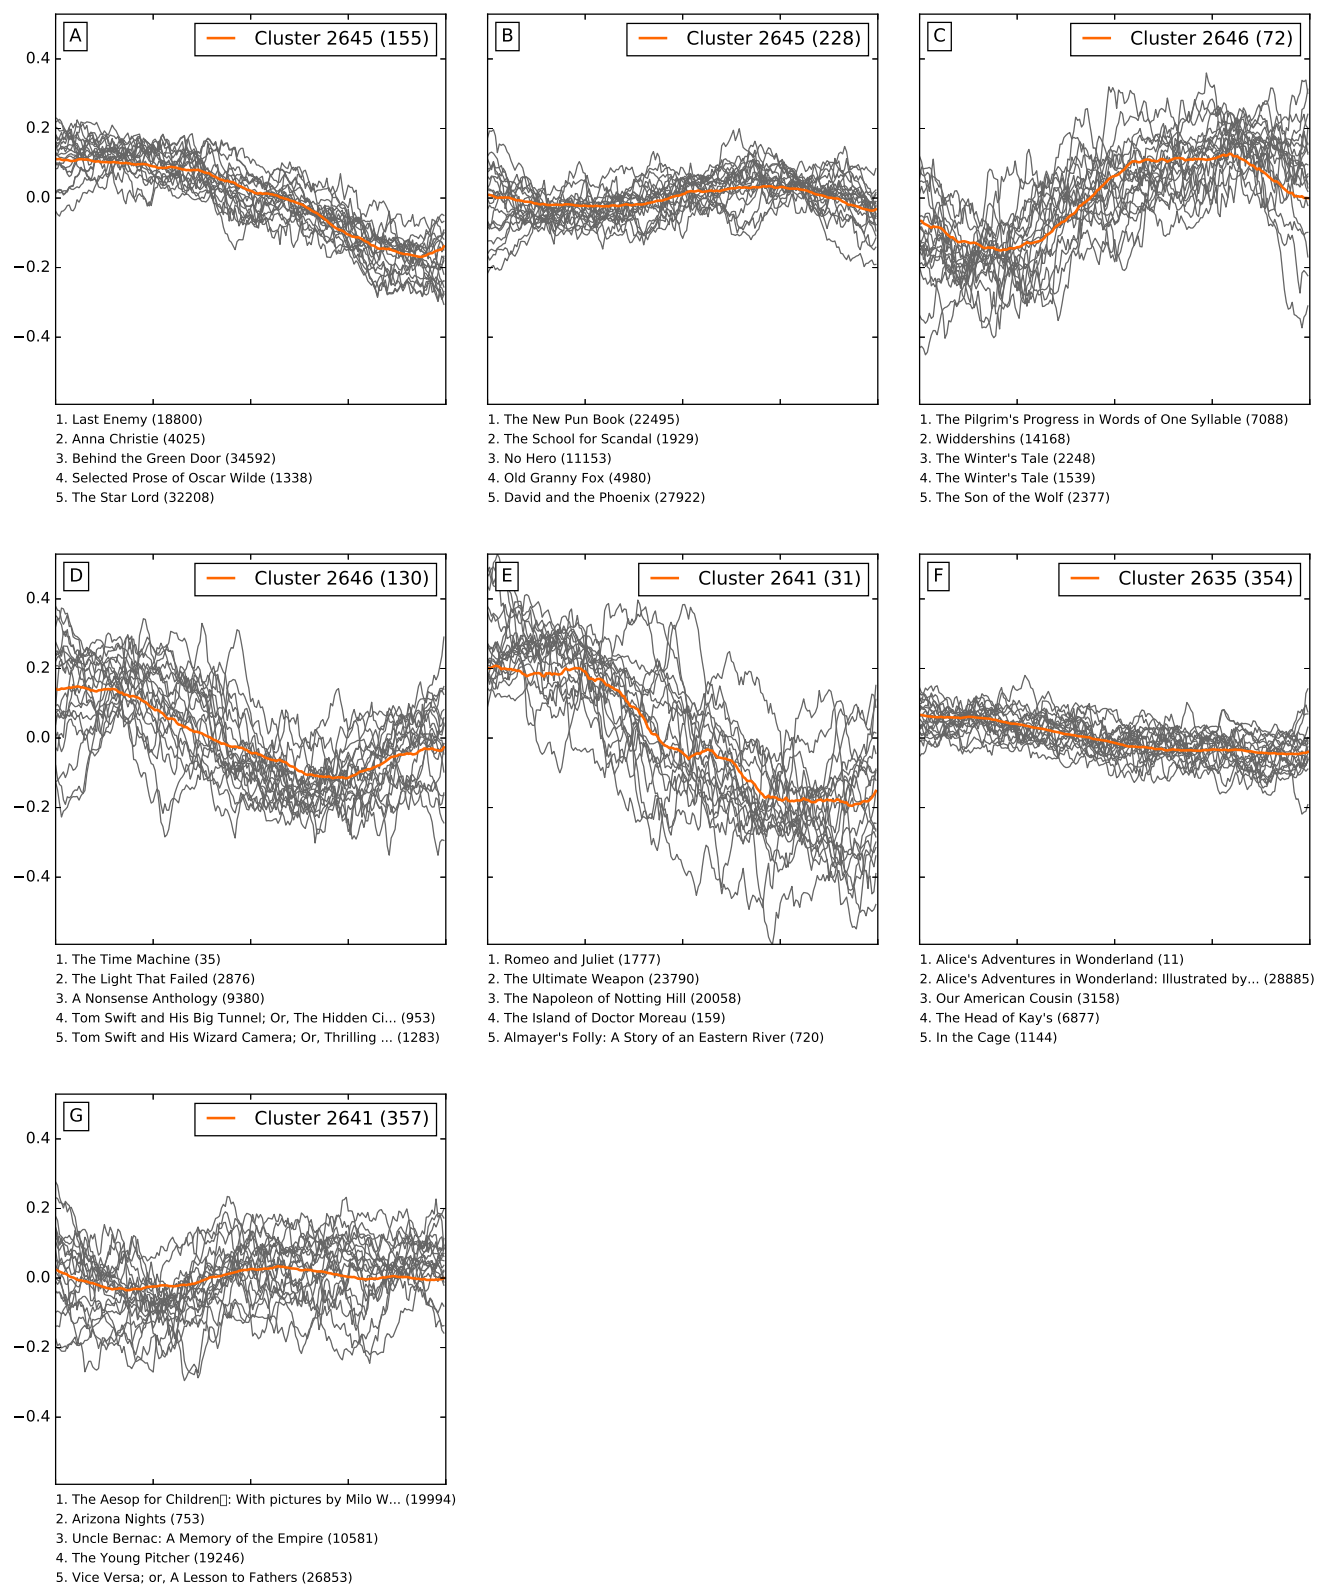 A
Cluster 2645 (155)
B
Cluster 2645 (228)
C
Cluster 2646 (72)
0.4
0.2
0.0
−0.2
−0.4
1. Last Enemy (18800)
2. Anna Christie (4025)
3. Behind the Green Door (34592)
4. Selected Prose of Oscar Wilde (1338)
5. The Star Lord (32208)
1. The New Pun Book (22495)
2. The School for Scandal (1929)
3. No Hero (11153)
4. Old Granny Fox (4980)
5. David and the Phoenix (27922)
1. The Pilgrim's Progress in Words of One Syllable (7088)
2. Widdershins (14168)
3. The Winter's Tale (2248)
4. The Winter's Tale (1539)
5. The Son of the Wolf (2377)
D
Cluster 2646 (130)
E
Cluster 2641 (31)
F
Cluster 2635 (354)
0.4
0.2
0.0
−0.2
−0.4
1. The Time Machine (35)
2. The Light That Failed (2876)
3. A Nonsense Anthology (9380)
4. Tom Swift and His Big Tunnel; Or, The Hidden Ci... (953)
5. Tom Swift and His Wizard Camera; Or, Thrilling ... (1283)
1. Romeo and Juliet (1777)
2. The Ultimate Weapon (23790)
3. The Napoleon of Notting Hill (20058)
4. The Island of Doctor Moreau (159)
5. Almayer's Folly: A Story of an Eastern River (720)
1. Alice's Adventures in Wonderland (11)
2. Alice's Adventures in Wonderland: Illustrated by... (28885)
3. Our American Cousin (3158)
4. The Head of Kay's (6877)
5. In the Cage (1144)
G
Cluster 2641 (357)
0.4
0.2
0.0
−0.2
−0.4
1. The Aesop for Children▯: With pictures by Milo W... (19994)
2. Arizona Nights (753)
3. Uncle Bernac: A Memory of the Empire (10581)
4. The Young Pitcher (19246)
5. Vice Versa; or, A Lesson to Fathers (26853)